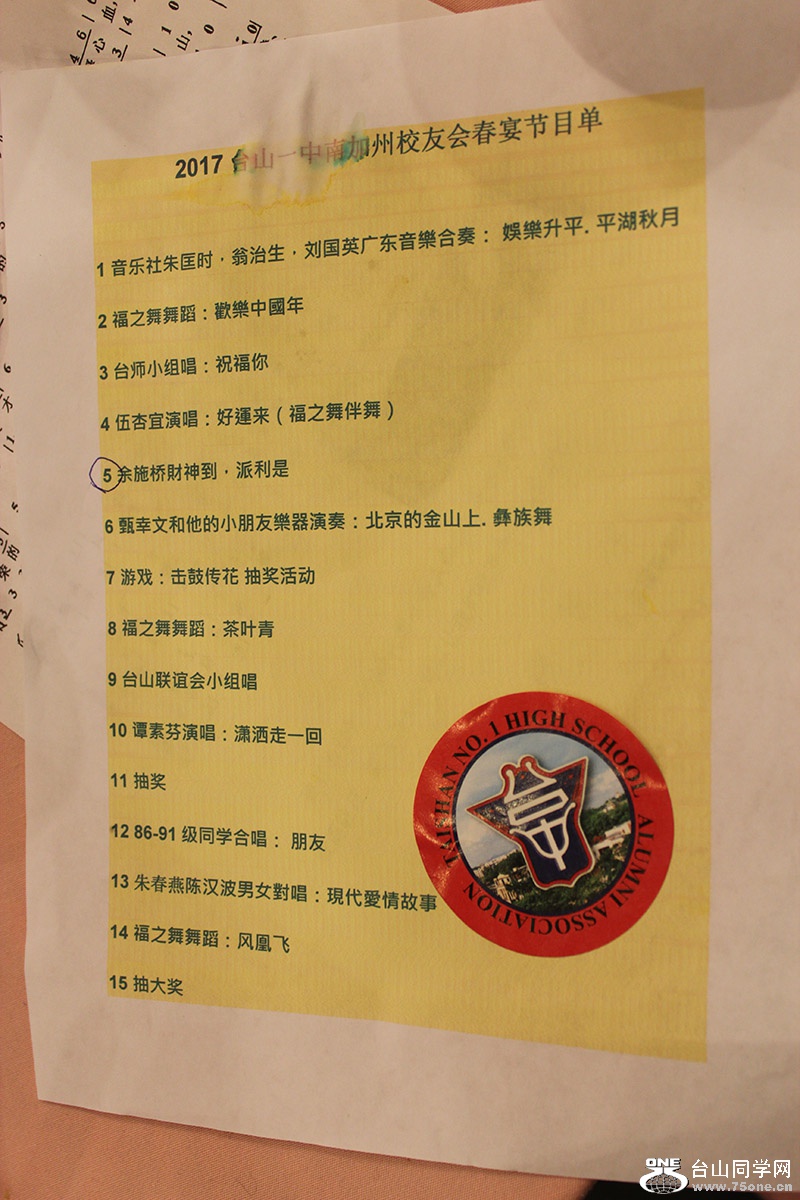 2017 台山一中南加州校友会春宴节目单
1 音乐社朱匡时，翁治生，刘国英广东音樂合奏： 娛樂升平. 平湖秋月
2 福之舞舞蹈：歡樂中國年
3 台师小组唱：祝福你
4 伍杏宜演唱：好運来（福之舞伴舞）
5 余施桥財神到，派利是
6 甄幸文和他的小朋友樂器演奏：北京的金山上. 彝族舞
7 游戏：击鼓传花 抽奖活动
8 福之舞舞蹈：茶叶青
9 台山联谊会小组唱
10 谭素芬演唱：潇洒走一回
11 抽奖
12 86-91 级同学合唱： 朋友
13 朱春燕陈汉波男女對唱：現代愛情故事
14 福之舞舞蹈：风凰飞
15 抽大奖
TAISHAN NO. 1 HIGH SCHOOL ALUMNI ASSOCIATION
ONE 台山同学网
www.75one.cn